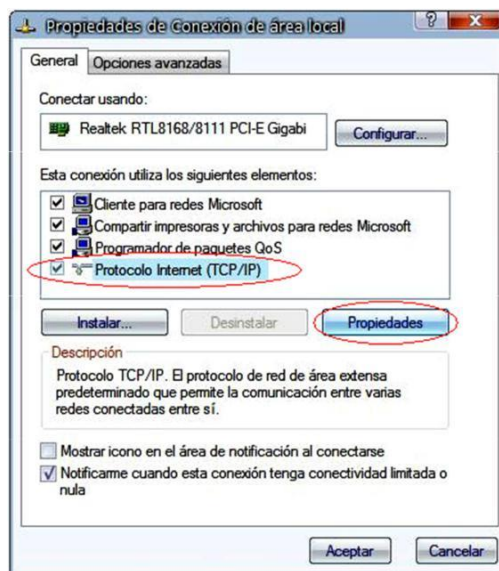 Propiedades de Conexión de área local
General
Opciones avanzadas
Conectar usando:
Realtek RTL8168/8111 PCI-E Gigabi
Configurar...
Esta conexión utiliza los siguientes elementos:
Cliente para redes Microsoft
Compartir impresoras y archivos para redes Microsoft
Programador de paquetes QoS
Protocolo Internet (TCP/IP)
Instalar...
Desinstalar
Propiedades
Descripción
Protocolo TCP/IP. El protocolo de red de área extensa
predeterminado que permite la comunicación entre varias
redes conectadas entre sí.
Mostrar icono en el área de notificación al conectarse
Notificarme cuando esta conexión tenga conectividad limitada o
nula
Aceptar
Cancelar